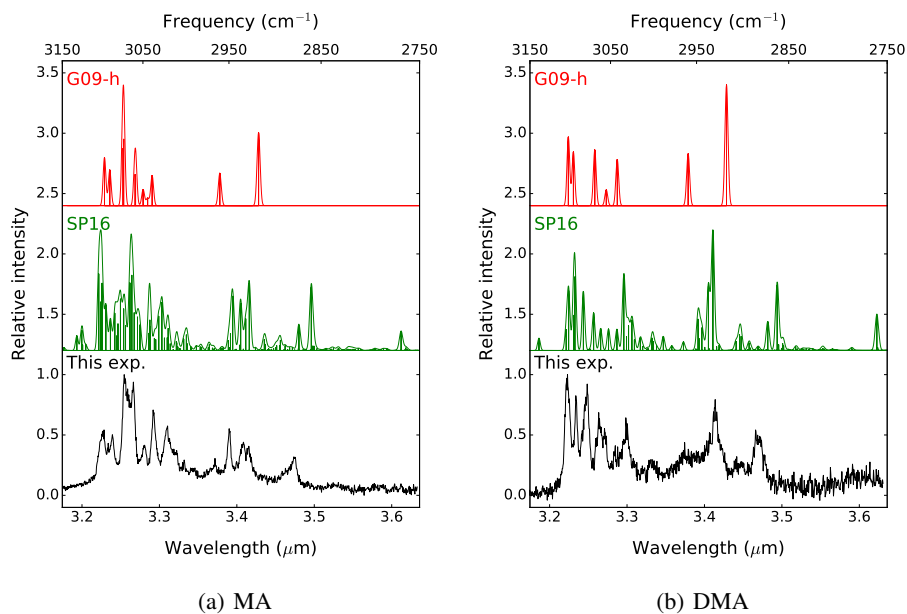 Frequency (cm⁻¹)
3150 3050 2950 2850 2750
G09-h
SP16
This exp.
3.5
3.0
2.5
2.0
1.5
1.0
0.5
0.0
Relative intensity
3.2 3.3 3.4 3.5 3.6
Wavelength (μm)
(a) MA
Frequency (cm⁻¹)
3150 3050 2950 2850 2750
G09-h
SP16
This exp.
3.5
3.0
2.5
2.0
1.5
1.0
0.5
0.0
Relative intensity
3.2 3.3 3.4 3.5 3.6
Wavelength (μm)
(b) DMA